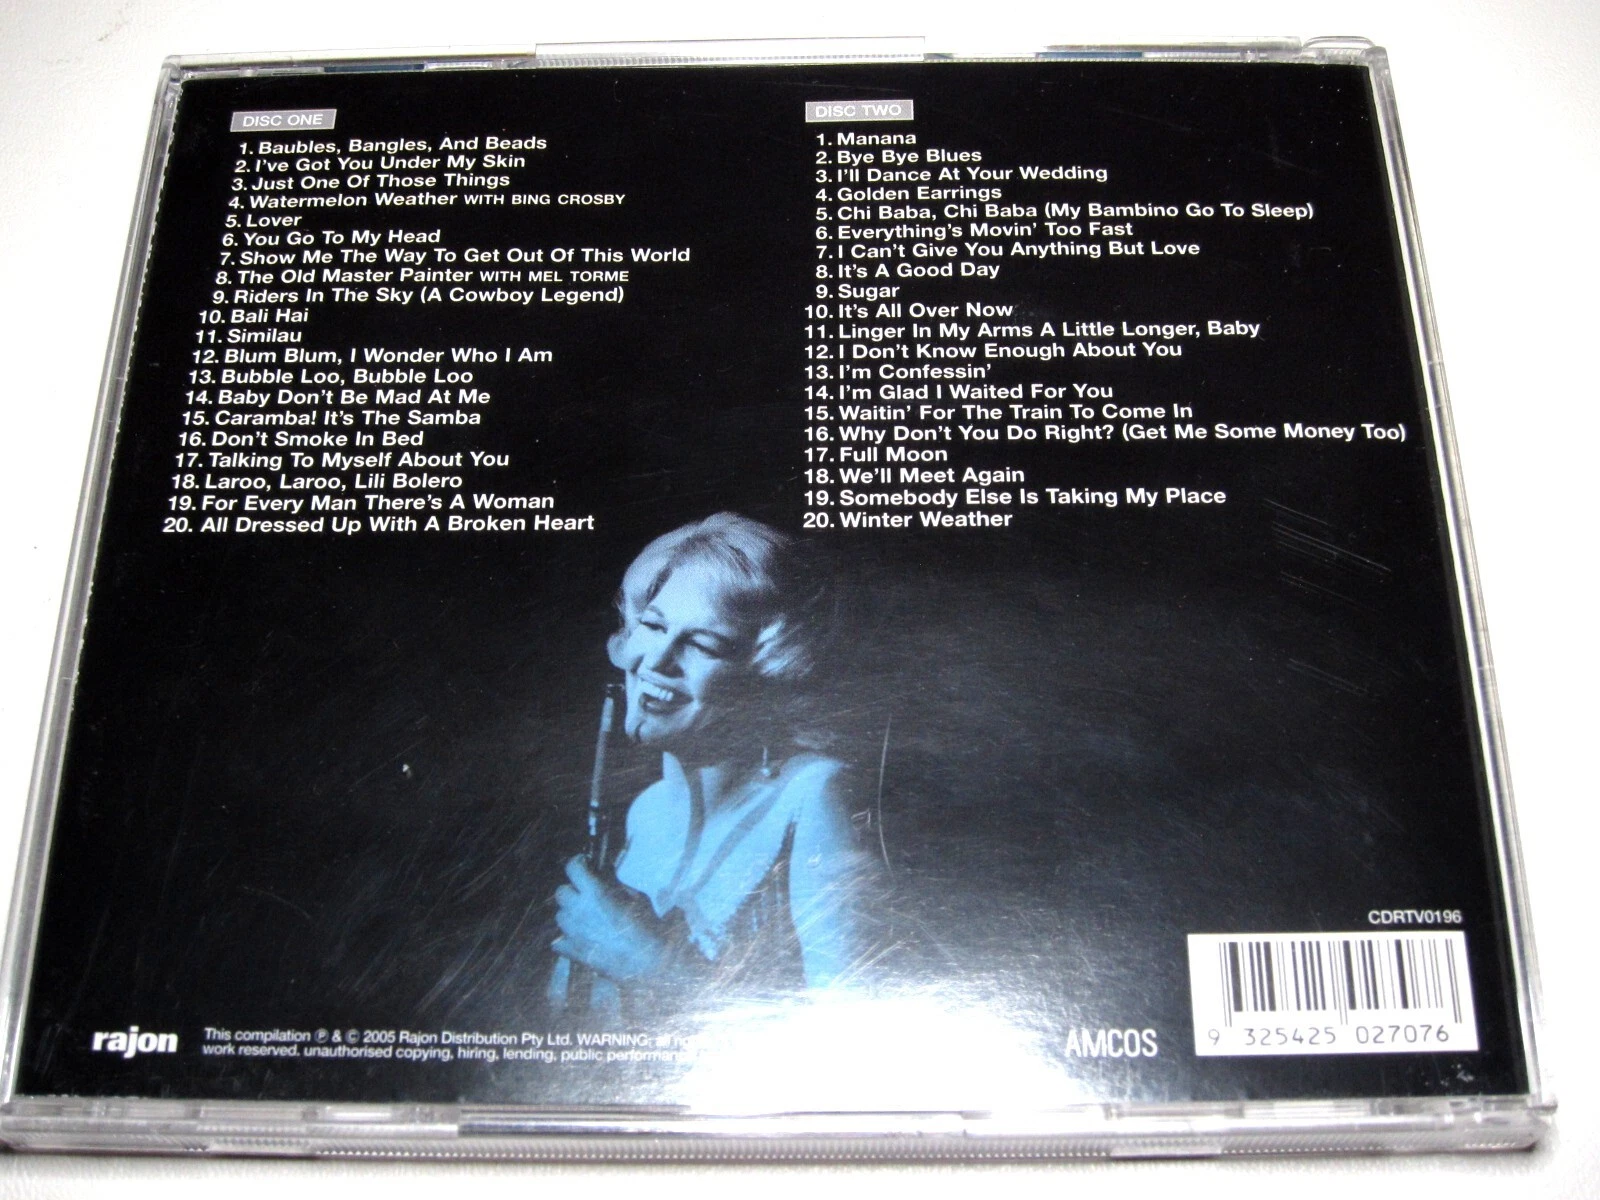 DISC ONE
1. Baubles, Bangles, And Beads
2. I've Got You Under My Skin
3. Just One Of Those Things
4. Watermelon Weather WITH BING CROSBY
5. Lover
6. You Go To My Head
7. Show Me The Way To Get Out Of This World
8. The Old Master Painter WITH MEL TORME
9. Riders In The Sky (A Cowboy Legend)
10. Bali Hai
11. Similau
12. Blum Blum, I Wonder Who I Am
13. Bubble Loo, Bubble Loo
14. Baby Don't Be Mad At Me
15. Caramba! It's The Samba
16. Don't Smoke In Bed
17. Talking To Myself About You
18. Laroo, Laroo, Lili Bolero
19. For Every Man There's A Woman
20. All Dressed Up With A Broken Heart
DISC TWO
1. Manana
2. Bye Bye Blues
3. I'll Dance At Your Wedding
4. Golden Earrings
5. Chi Baba, Chi Baba (My Bambino Go To Sleep)
6. Everything's Movin' Too Fast
7. I Can't Give You Anything But Love
8. It's A Good Day
9. Sugar
10. It's All Over Now
11. Linger In My Arms A Little Longer, Baby
12. I Don't Know Enough About You
13. I'm Confessin'
14. I'm Glad I Waited For You
15. Waitin' For The Train To Come In
16. Why Don't You Do Right? (Get Me Some Money Too)
17. Full Moon
18. We'll Meet Again
19. Somebody Else Is Taking My Place
20. Winter Weather
CDRTV0196
9 325425 027076
AMCOS
rajon
This compilation ℗ & © 2005 Rajon Distribution Pty Ltd. WARNING: all
work reserved. unauthorised copying, hiring, lending, public performance